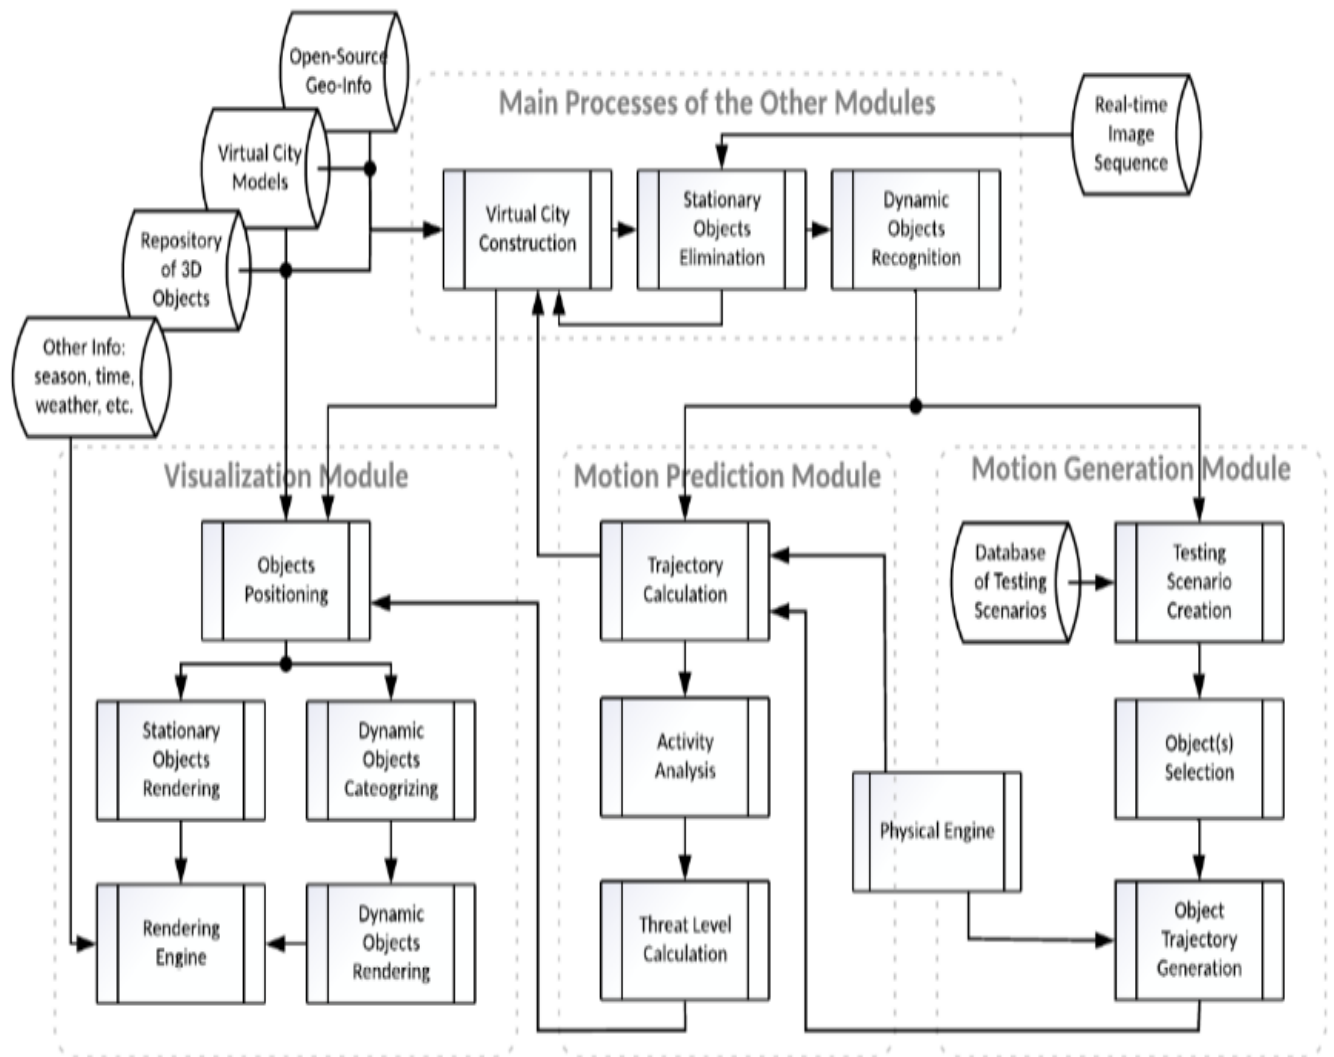 Open-Source
Geo-Info
Main Processes of the Other Modules
Real-time
Image
Sequence
Virtual City
Models
Virtual City
Construction
Stationary
Objects
Elimination
Dynamic
Objects
Recognition
Repository
of 3D
Objects
Other Info:
season, time,
weather, etc.
Visualization Module
Motion Prediction Module
Motion Generation Module
Objects
Positioning
Trajectory
Calculation
Database
of Testing
Scenarios
Testing
Scenario
Creation
Stationary
Objects
Rendering
Dynamic
Objects
Cateogrizing
Activity
Analysis
Object(s)
Selection
Physical Engine
Rendering
Engine
Dynamic
Objects
Rendering
Threat Level
Calculation
Object
Trajectory
Generation